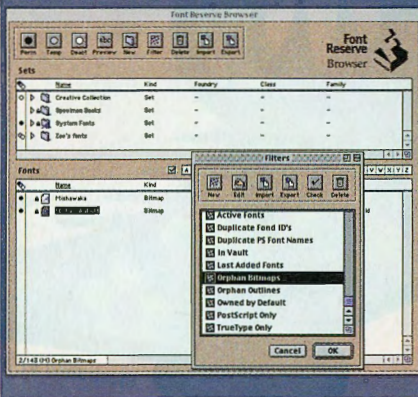 Font Reserve Browser
Perm Temp Deact Preview New Filter Delete Import Export
Font
Reserve
Browser
Sets
Name Kind Foundry Class Family
Creative Collection Set - - -
Specimen Books Set - - -
System Fonts Set - - -
Zoe's fonts Set - - -
Fonts
A
V W X Y Z
Name Kind
Mishawaka Bitmap
Bitmap
Filters
New Edit Import Export Check Delete
Active Fonts
Duplicate Fond ID's
Duplicate PS Font Names
In Vault
Last Added Fonts
Orphan Bitmaps
Orphan Outlines
Owned by Default
PostScript Only
TrueType Only
Cancel OK
Orphan Bitmaps